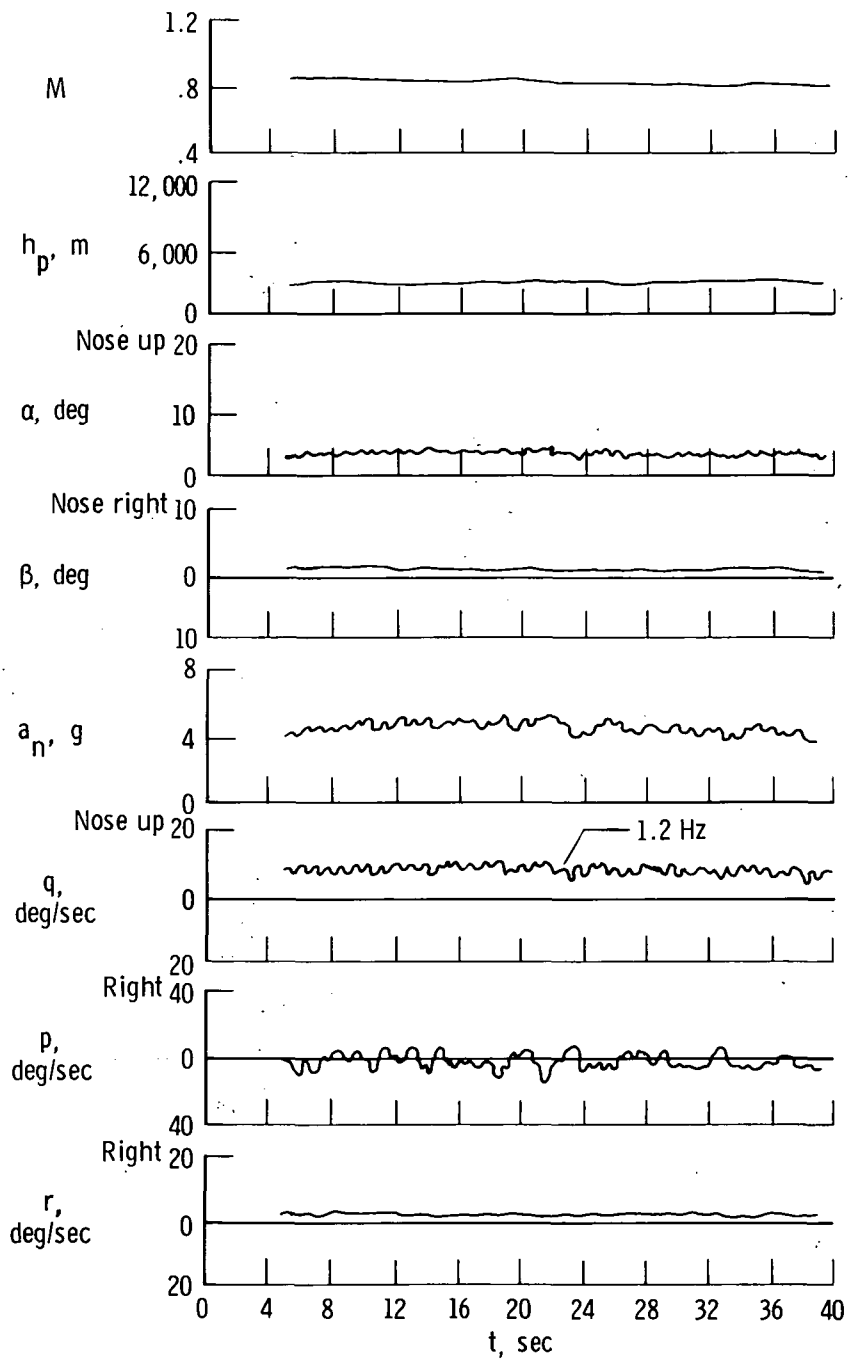 1.2
M
.8
.4
12,000
h_p, m
6,000
0
Nose up 20
α, deg
10
0
Nose right 10
β, deg
0
10
8
a_n, g
4
0
Nose up 20
1.2 Hz
q, deg/sec
0
20
Right 40
p, deg/sec
0
40
Right 20
r, deg/sec
0
20
0 4 8 12 16 20 24 28 32 36 40
t, sec